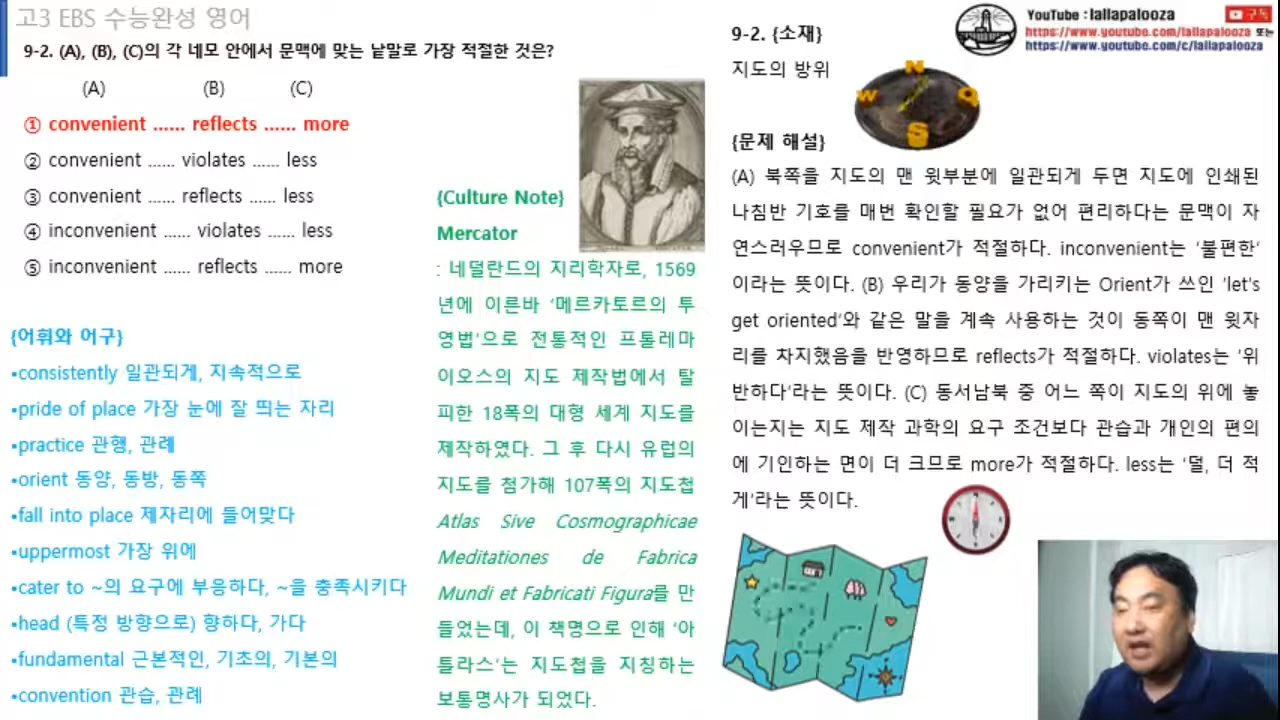 고3 EBS 수능완성 영어
9-2. (A), (B), (C)의 각 네모 안에서 문맥에 맞는 낱말로 가장 적절한 것은?
(A) (B) (C)
① convenient ...... reflects ...... more
② convenient ...... violates ...... less
③ convenient ...... reflects ...... less
④ inconvenient ...... violates ...... less
⑤ inconvenient ...... reflects ...... more
{어휘와 어구}
•consistently 일관되게, 지속적으로
•pride of place 가장 눈에 잘 띄는 자리
•practice 관행, 관례
•orient 동양, 동방, 동쪽
•fall into place 제자리에 들어맞다
•uppermost 가장 위에
•cater to ~의 요구에 부응하다, ~을 충족시키다
•head (특정 방향으로) 향하다, 가다
•fundamental 근본적인, 기초의, 기본의
•convention 관습, 관례
{Culture Note}
Mercator
: 네덜란드의 지리학자로, 1569
년에 이른바 '메르카토르의 투
영법'으로 전통적인 프톨레마
이오스의 지도 제작법에서 탈
피한 18폭의 대형 세계 지도를
제작하였다. 그 후 다시 유럽의
지도를 첨가해 107폭의 지도첩
Atlas Sive Cosmographicae
Meditationes de Fabrica
Mundi et Fabricati Figura를 만
들었는데, 이 책명으로 인해 '아
틀라스'는 지도첩을 지칭하는
보통명사가 되었다.
9-2. {소재}
지도의 방위
N
W
O
S
YouTube : lallapalooza
구독
https://www.youtube.com/lallapalooza 또는
https://www.youtube.com/c/lallapalooza
{문제 해설}
(A) 북쪽을 지도의 맨 윗부분에 일관되게 두면 지도에 인쇄된
나침반 기호를 매번 확인할 필요가 없어 편리하다는 문맥이 자
연스러우므로 convenient가 적절하다. inconvenient는 '불편한'
이라는 뜻이다. (B) 우리가 동양을 가리키는 Orient가 쓰인 'let's
get oriented'와 같은 말을 계속 사용하는 것이 동쪽이 맨 윗자
리를 차지했음을 반영하므로 reflects가 적절하다. violates는 '위
반하다'라는 뜻이다. (C) 동서남북 중 어느 쪽이 지도의 위에 놓
이는지는 지도 제작 과학의 요구 조건보다 관습과 개인의 편의
에 기인하는 면이 더 크므로 more가 적절하다. less는 '덜, 더 적
게'라는 뜻이다.